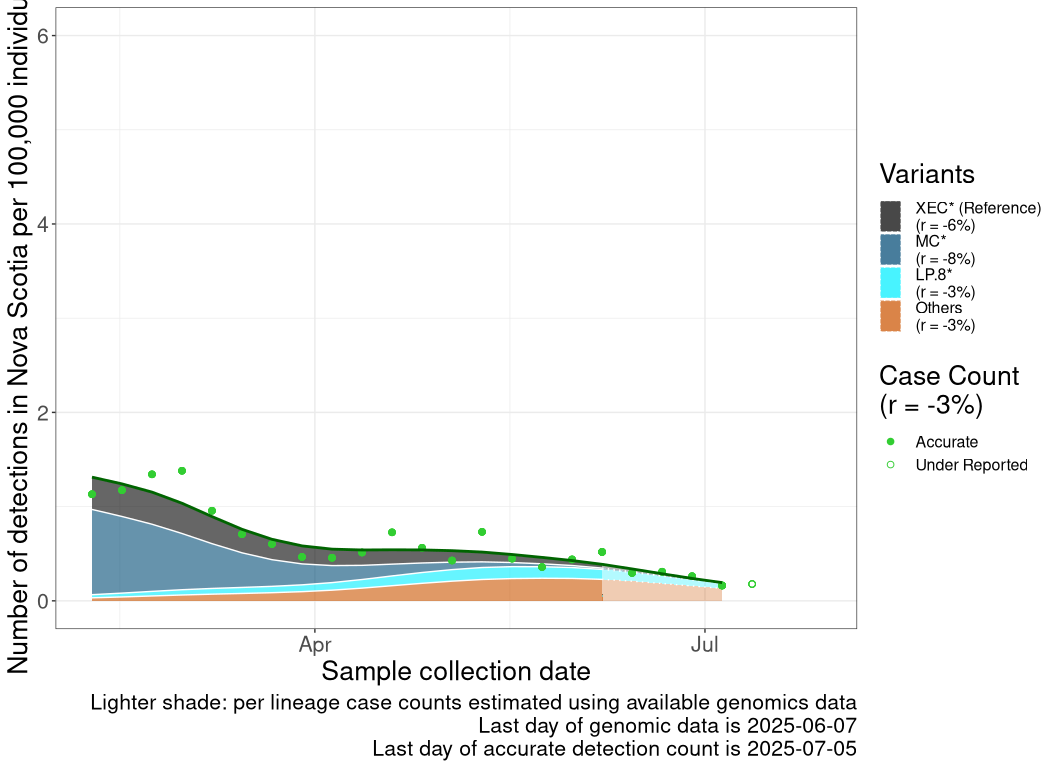 Number of detections in Nova Scotia per 100,000
6
4
2
0
Apr
Jul
Sample collection date
Lighter shade: per lineage case counts estimated using available genomics data
Last day of genomic data is 2025-06-07
Last day of accurate detection count is 2025-07-05
Variants
XEC* (Reference)
(r = -6%)
MC*
(r = -8%)
LP.8*
(r = -3%)
Others
(r = -3%)
Case Count
(r = -3%)
Accurate
Under Reported